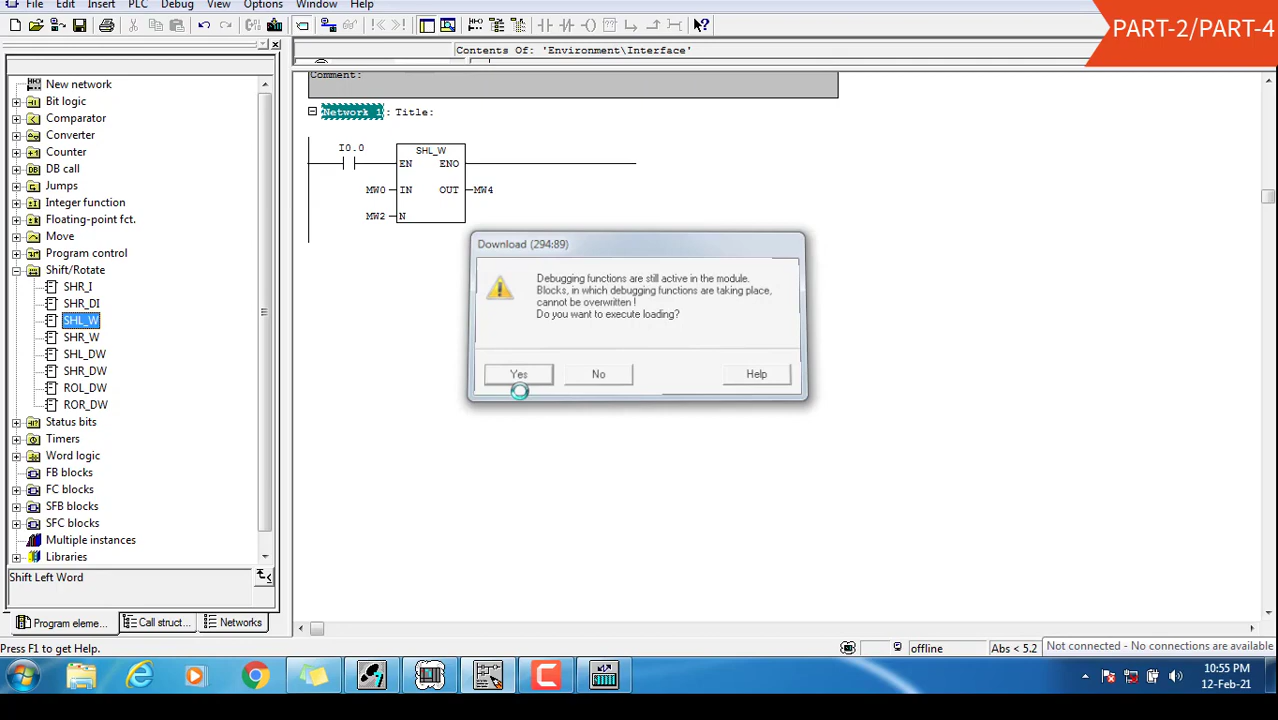 File Edit Insert PLC Debug View Options Window Help
PART-2/PART-4
Contents Of: 'Environment\Interface'
Comment:
Network 1: Title:
New network
Bit logic
Comparator
Converter
Counter
DB call
Jumps
Integer function
Floating-point fct.
Move
Program control
Shift/Rotate
SHR_I
SHR_DI
SHL_W
SHR_W
SHL_DW
SHR_DW
ROL_DW
ROR_DW
Status bits
Timers
Word logic
FB blocks
FC blocks
SFB blocks
SFC blocks
Multiple instances
Libraries
Shift Left Word
Program eleme...
Call struct...
Networks
I0.0
SHL_W
EN ENO
MW0 IN OUT MW4
MW2 N
Download (294:89)
Debugging functions are still active in the module.
Blocks, in which debugging functions are taking place,
cannot be overwritten !
Do you want to execute loading?
Yes No Help
Press F1 to get Help.
offline
Abs < 5.2
Not connected - No connections are available
10:55 PM
12-Feb-21